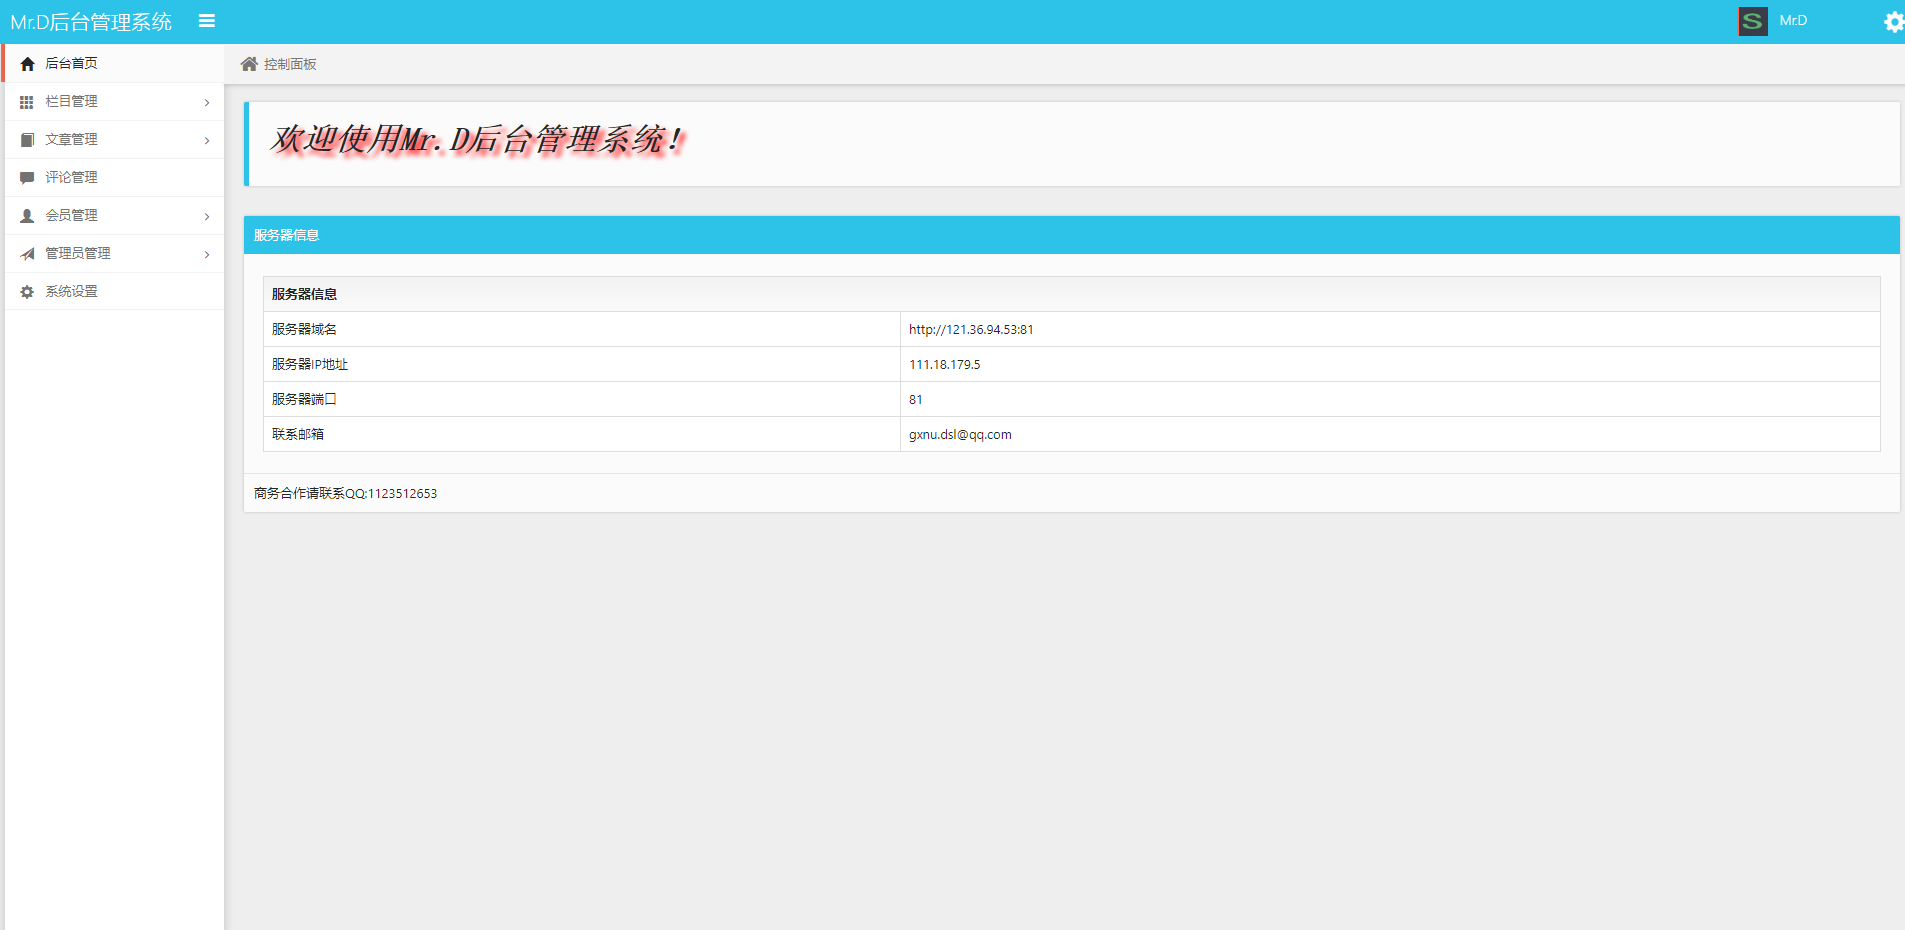 Mr.D后台管理系统
Mr.D
后台首页
栏目管理
文章管理
评论管理
会员管理
管理员管理
系统设置
控制面板
欢迎使用Mr.D后台管理系统!
服务器信息
服务器信息
服务器域名 http://121.36.94.53:81
服务器IP地址 111.18.179.5
服务器端口 81
联系邮箱 gxnu.dsl@qq.com
商务合作请联系QQ:1123512653